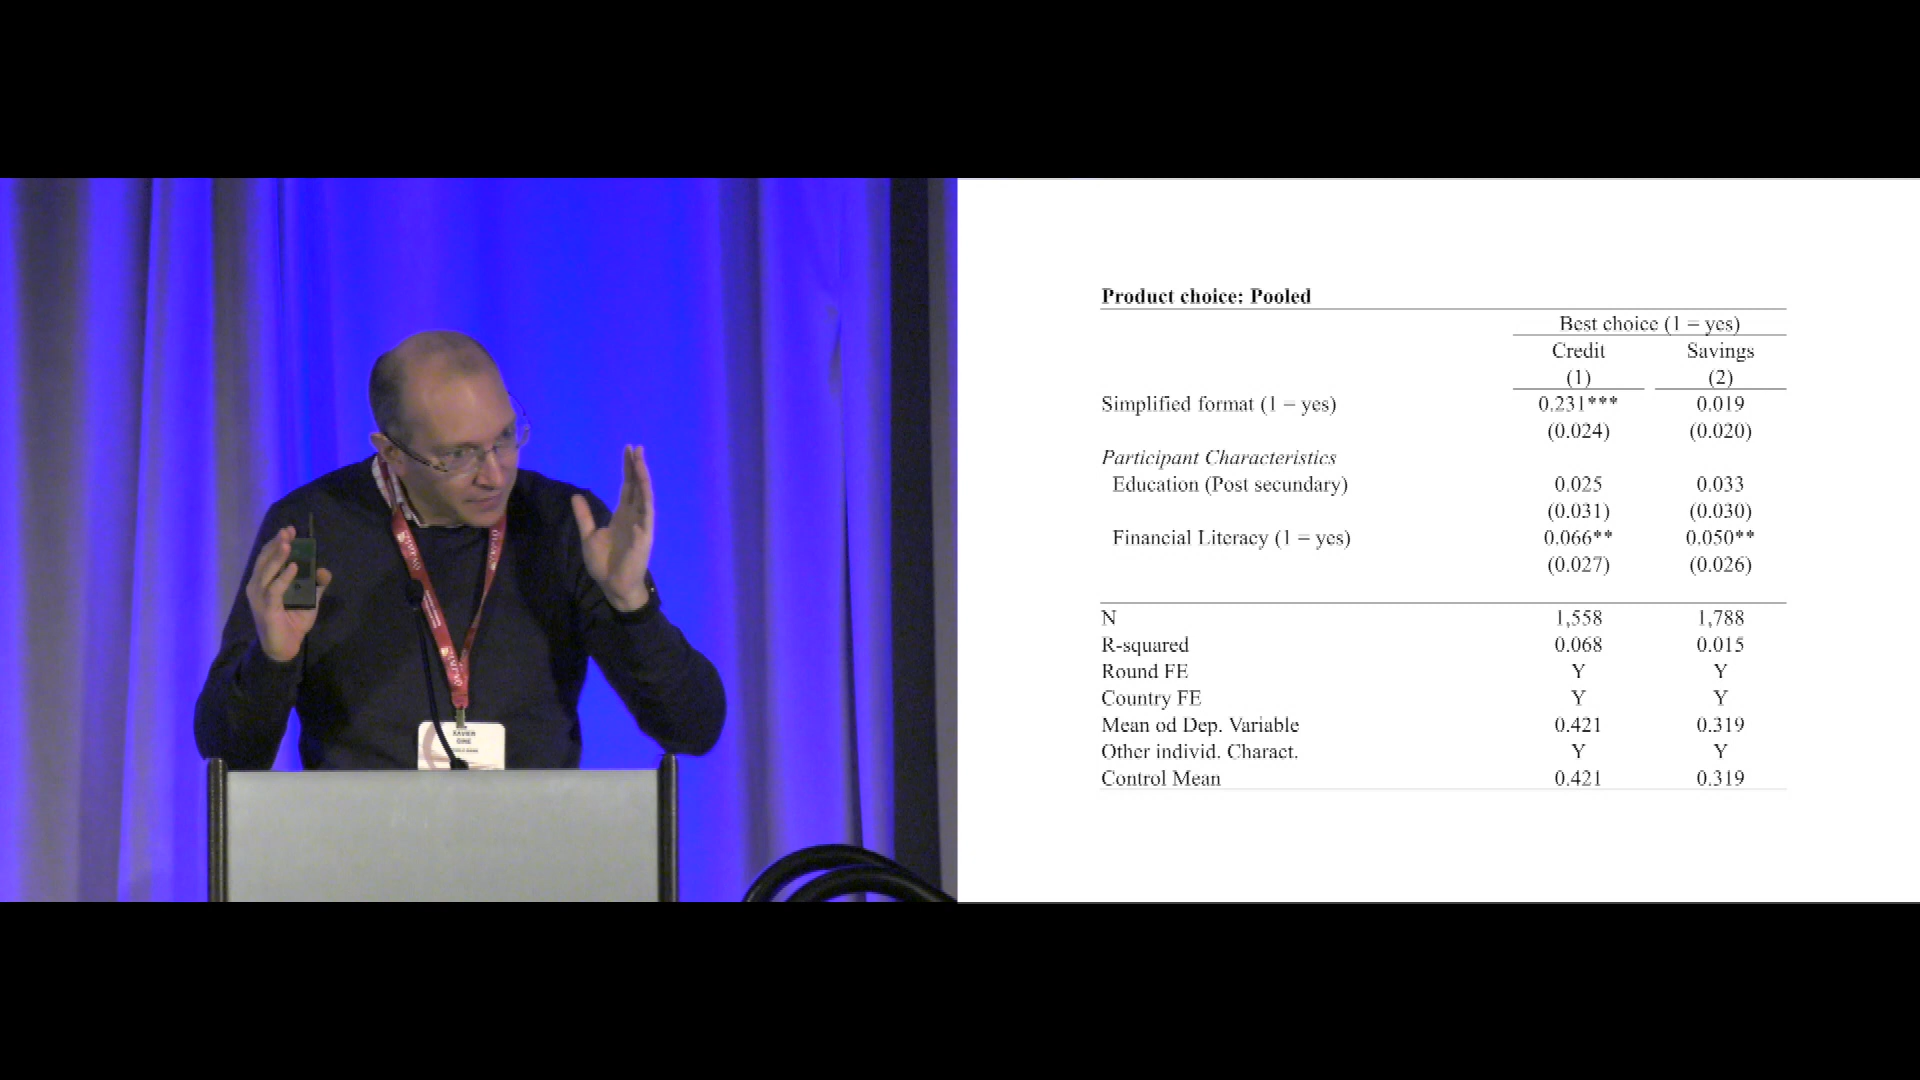 XAVIER
GINE
Product choice: Pooled
Best choice (1 = yes)
Credit Savings
(1) (2)
Simplified format (1 = yes) 0.231*** 0.019
(0.024) (0.020)
Participant Characteristics
Education (Post secundary) 0.025 0.033
(0.031) (0.030)
Financial Literacy (1 = yes) 0.066** 0.050**
(0.027) (0.026)
N 1,558 1,788
R-squared 0.068 0.015
Round FE Y Y
Country FE Y Y
Mean od Dep. Variable 0.421 0.319
Other individ. Charact. Y Y
Control Mean 0.421 0.319